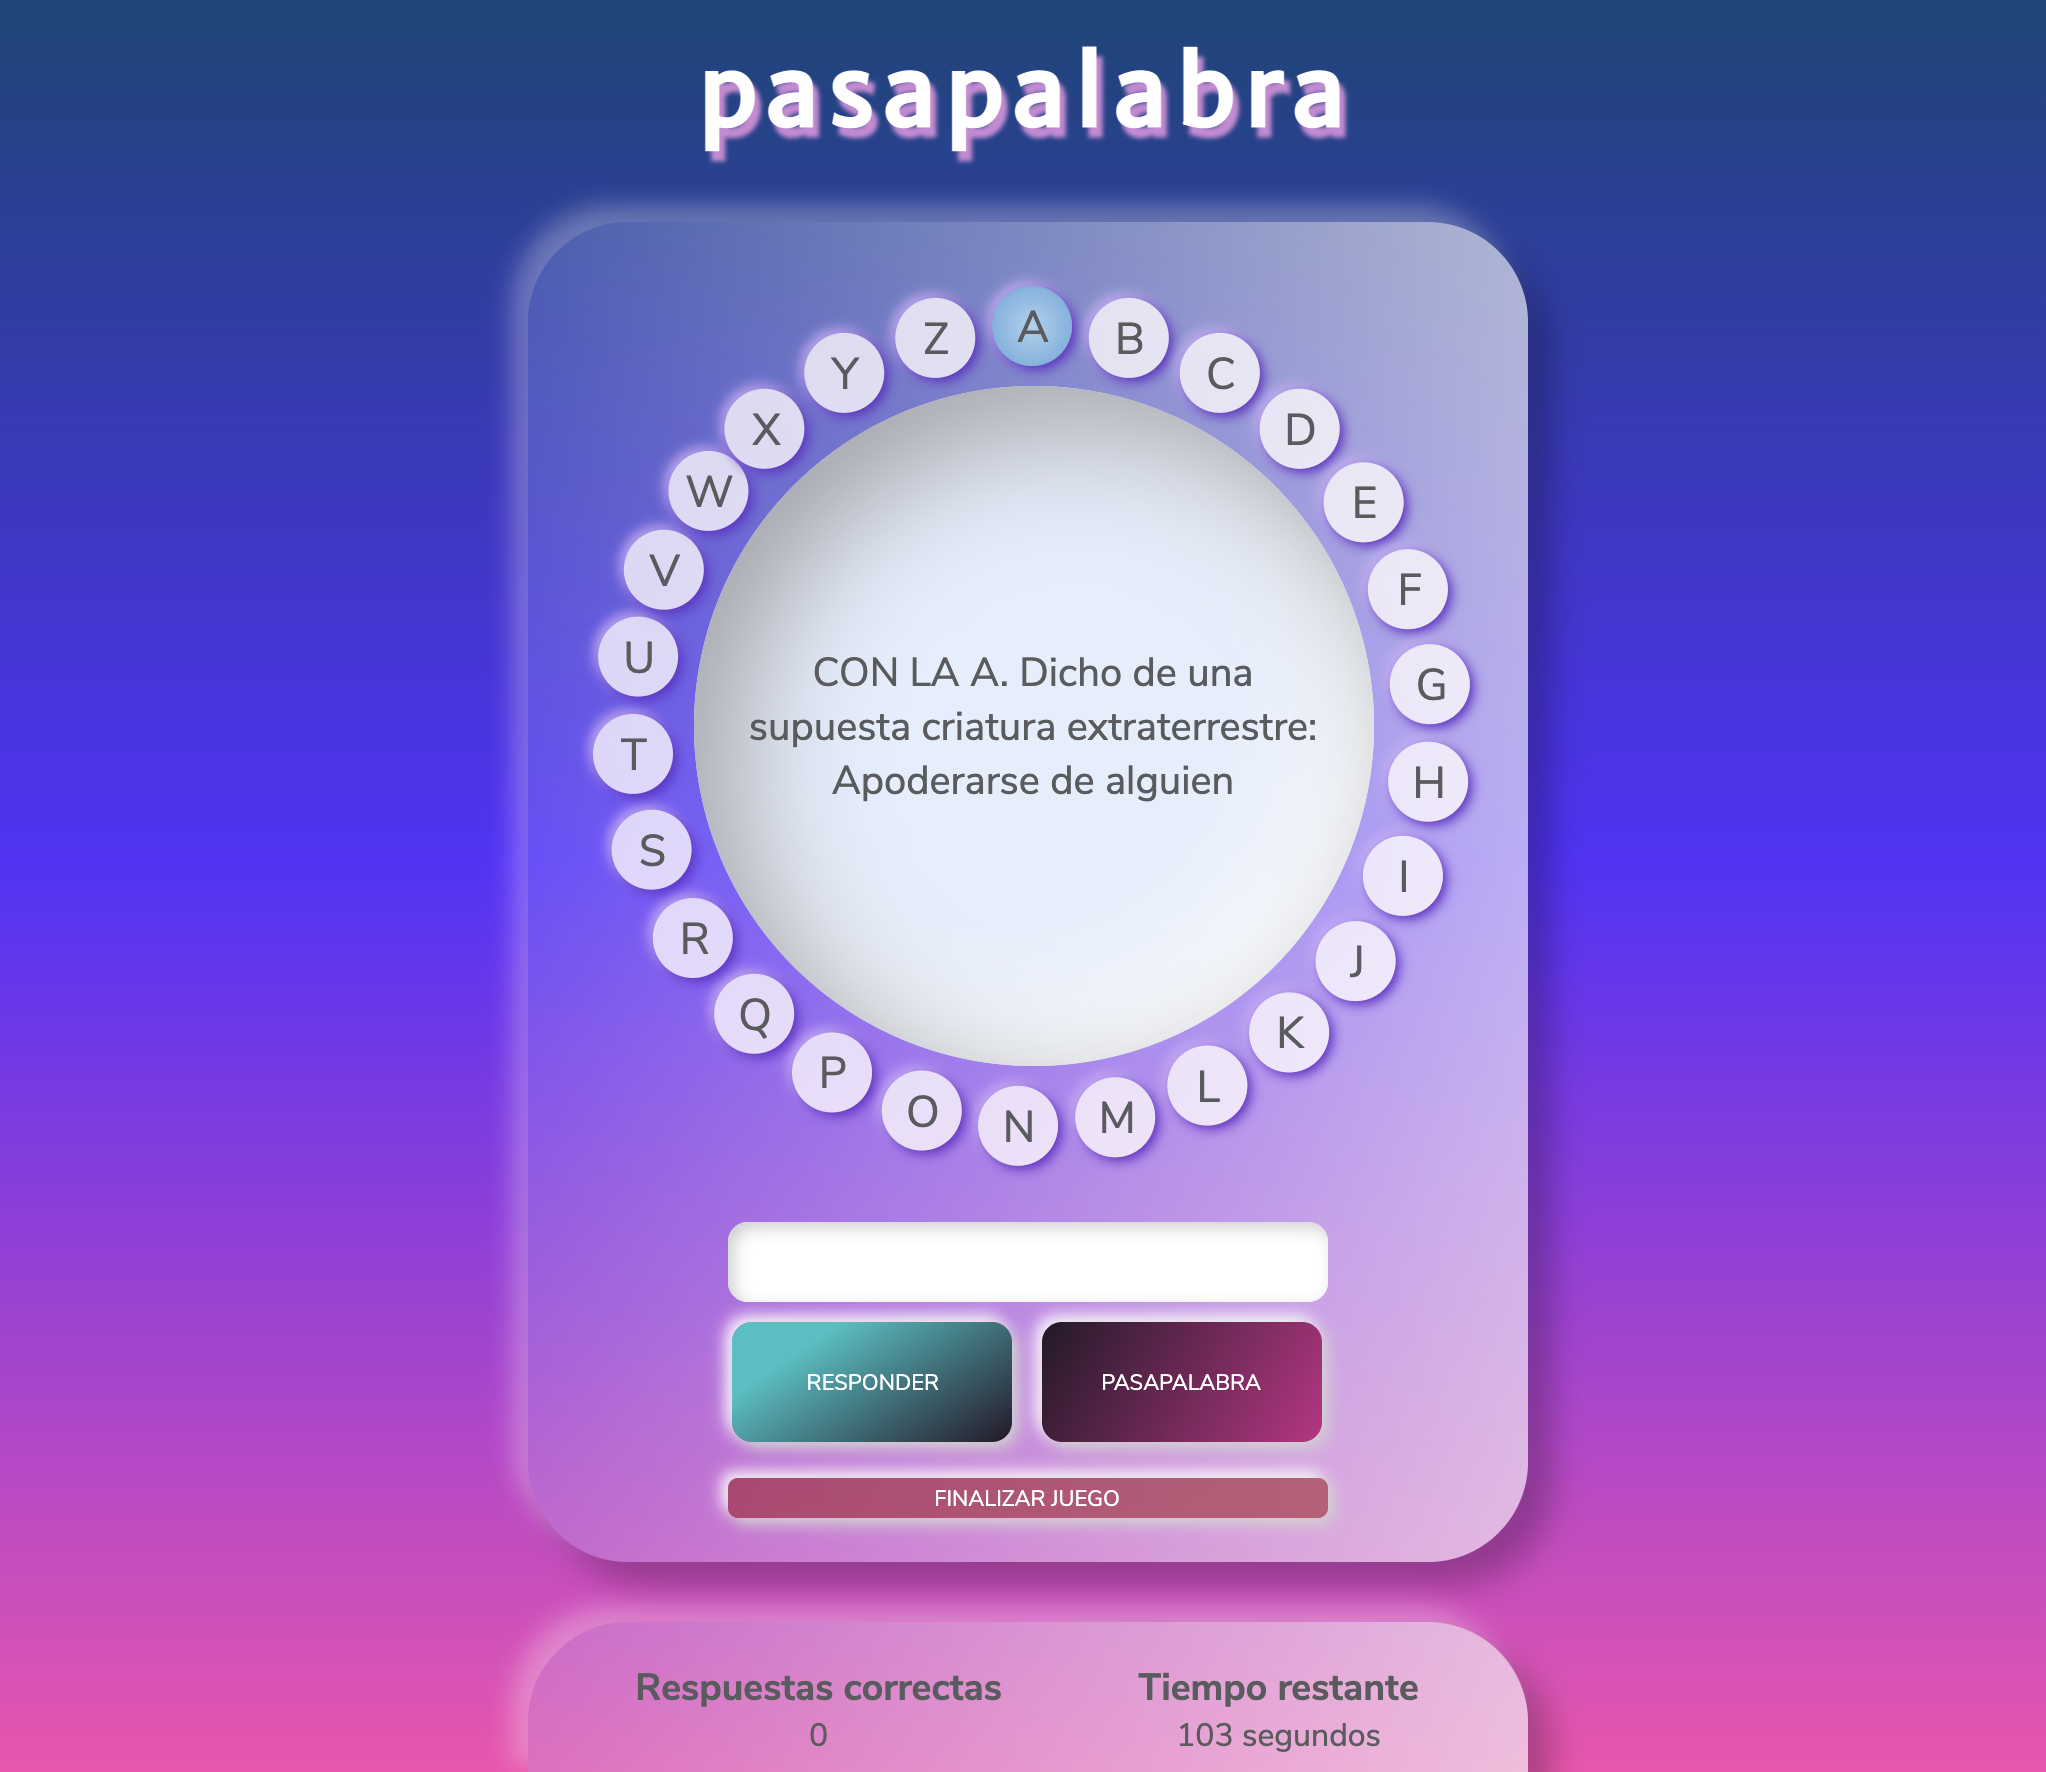 pasapalabra
A
B
C
D
E
F
G
H
I
J
K
L
M
N
O
P
Q
R
S
T
U
V
W
X
Y
Z
CON LA A. Dicho de una
supuesta criatura extraterrestre:
Apoderarse de alguien
RESPONDER
PASAPALABRA
FINALIZAR JUEGO
Respuestas correctas
0
Tiempo restante
103 segundos